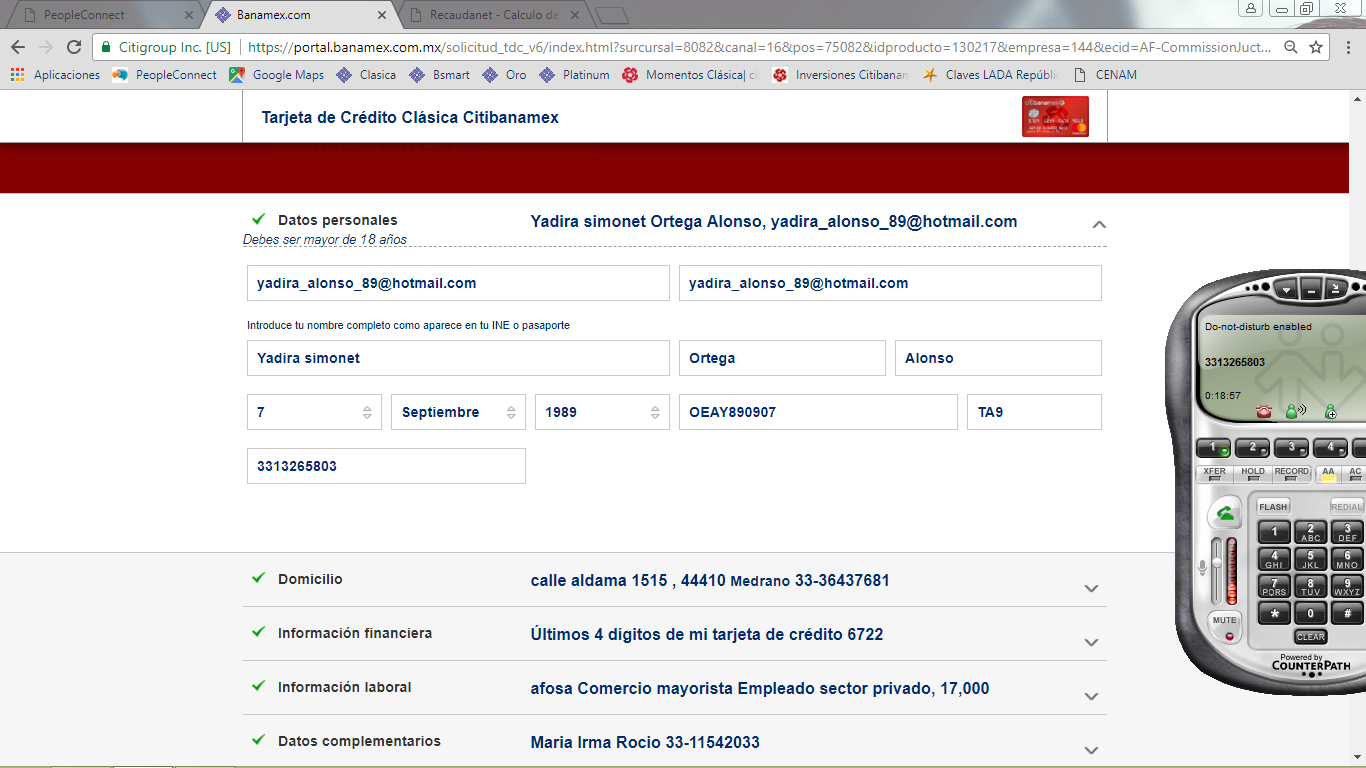 PeopleConnect
Banamex.com
Recaudanet - Calculo de
Citigroup Inc. [US]
https://portal.banamex.com.mx/solicitud_tdc_v6/index.html?surcursal=8082&canal=16&pos=75082&idproducto=130217&empresa=144&ecid=AF-CommissionJuct...
Aplicaciones PeopleConnect Google Maps Clasica Bsmart Oro Platinum Momentos Clásica| ci Inversiones Citibanan Claves LADA Repúbli CENAM
Tarjeta de Crédito Clásica Citibanamex
Datos personales
Yadira simonet Ortega Alonso, yadira_alonso_89@hotmail.com
Debes ser mayor de 18 años
yadira_alonso_89@hotmail.com yadira_alonso_89@hotmail.com
Introduce tu nombre completo como aparece en tu INE o pasaporte
Yadira simonet Ortega Alonso
7 Septiembre 1989 OEAY890907 TA9
3313265803
Domicilio calle aldama 1515 , 44410 Medrano 33-36437681
Información financiera Últimos 4 dígitos de mi tarjeta de crédito 6722
Información laboral afosa Comercio mayorista Empleado sector privado, 17,000
Datos complementarios Maria Irma Rocio 33-11542033
Do-not-disturb enabled
3313265803
0:18:57
1 2 3 4
XFER HOLD RECORD AA AC
FLASH REDIAL
1 2 ABC 3 DEF
4 GHI 5 JKL 6 MNO
7 PQRS 8 TUV 9 WXYZ
* 0 #
MUTE
CLEAR
Powered by
COUNTERPATH